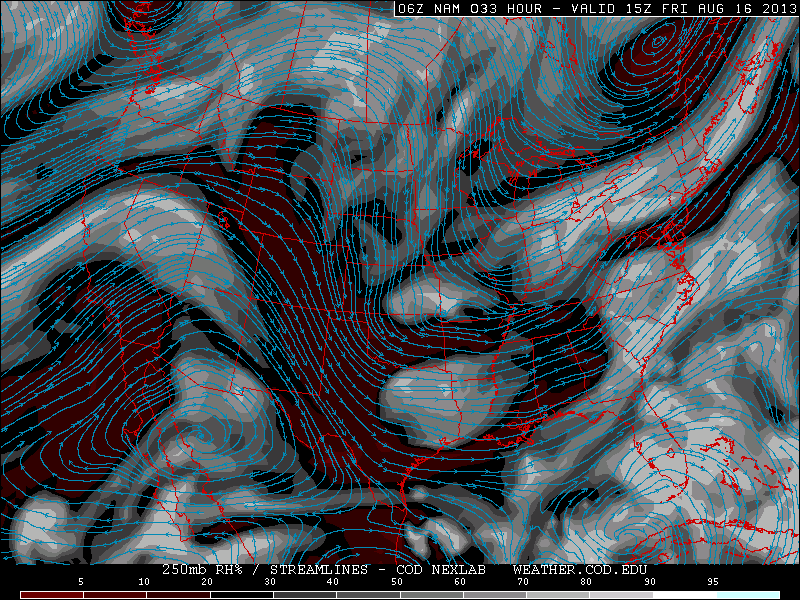 06Z NAM 033 HOUR - VALID 15Z FRI AUG 16 2013
250mb RH% / STREAMLINES - COD NEXLAB WEATHER.COD.EDU
5 10 20 30 40 50 60 70 80 90 95